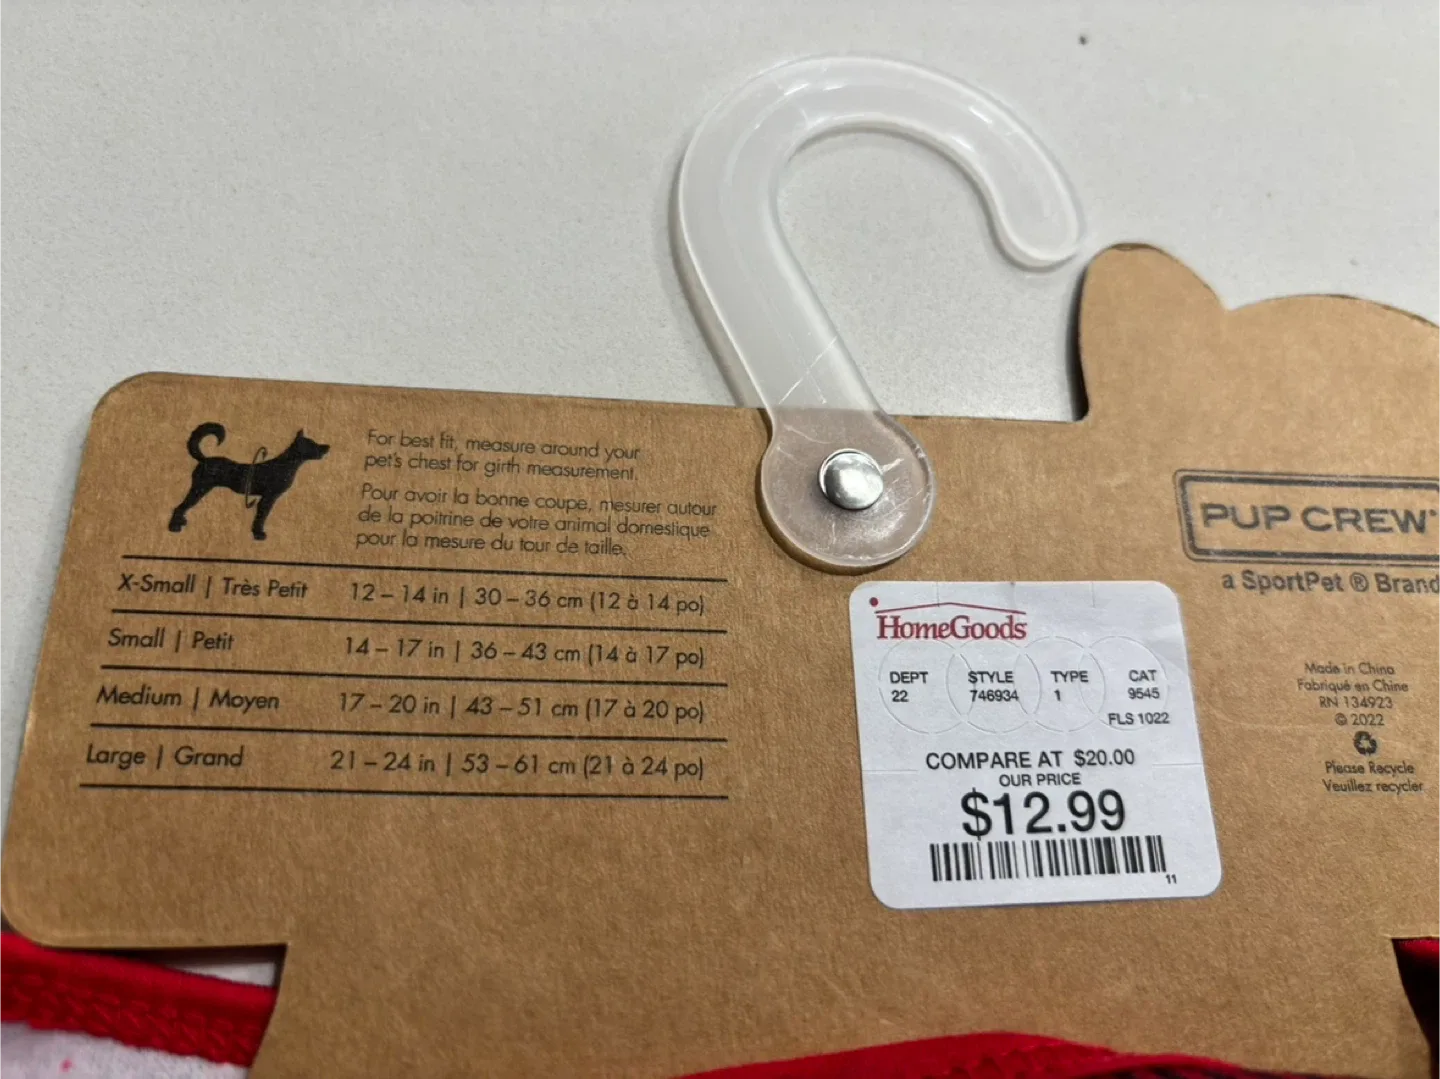 For best fit, measure around your
pet's chest for girth measurement.
Pour avoir la bonne coupe, mesurer autour
de la poitrine de votre animal domestique
pour la mesure du tour de taille.
X-Small | Très Petit 12 – 14 in | 30 – 36 cm (12 à 14 po)
Small | Petit 14 – 17 in | 36 – 43 cm (14 à 17 po)
Medium | Moyen 17 – 20 in | 43 – 51 cm (17 à 20 po)
Large | Grand 21 – 24 in | 53 – 61 cm (21 à 24 po)
HomeGoods
DEPT STYLE TYPE CAT
22 746934 1 9545
FLS 1022
COMPARE AT $20.00
OUR PRICE
$12.99
11
PUP CREW
a SportPet ® Brand
Made in China
Fabriqué en Chine
RN 134923
© 2022
Please Recycle
Veuillez recycler